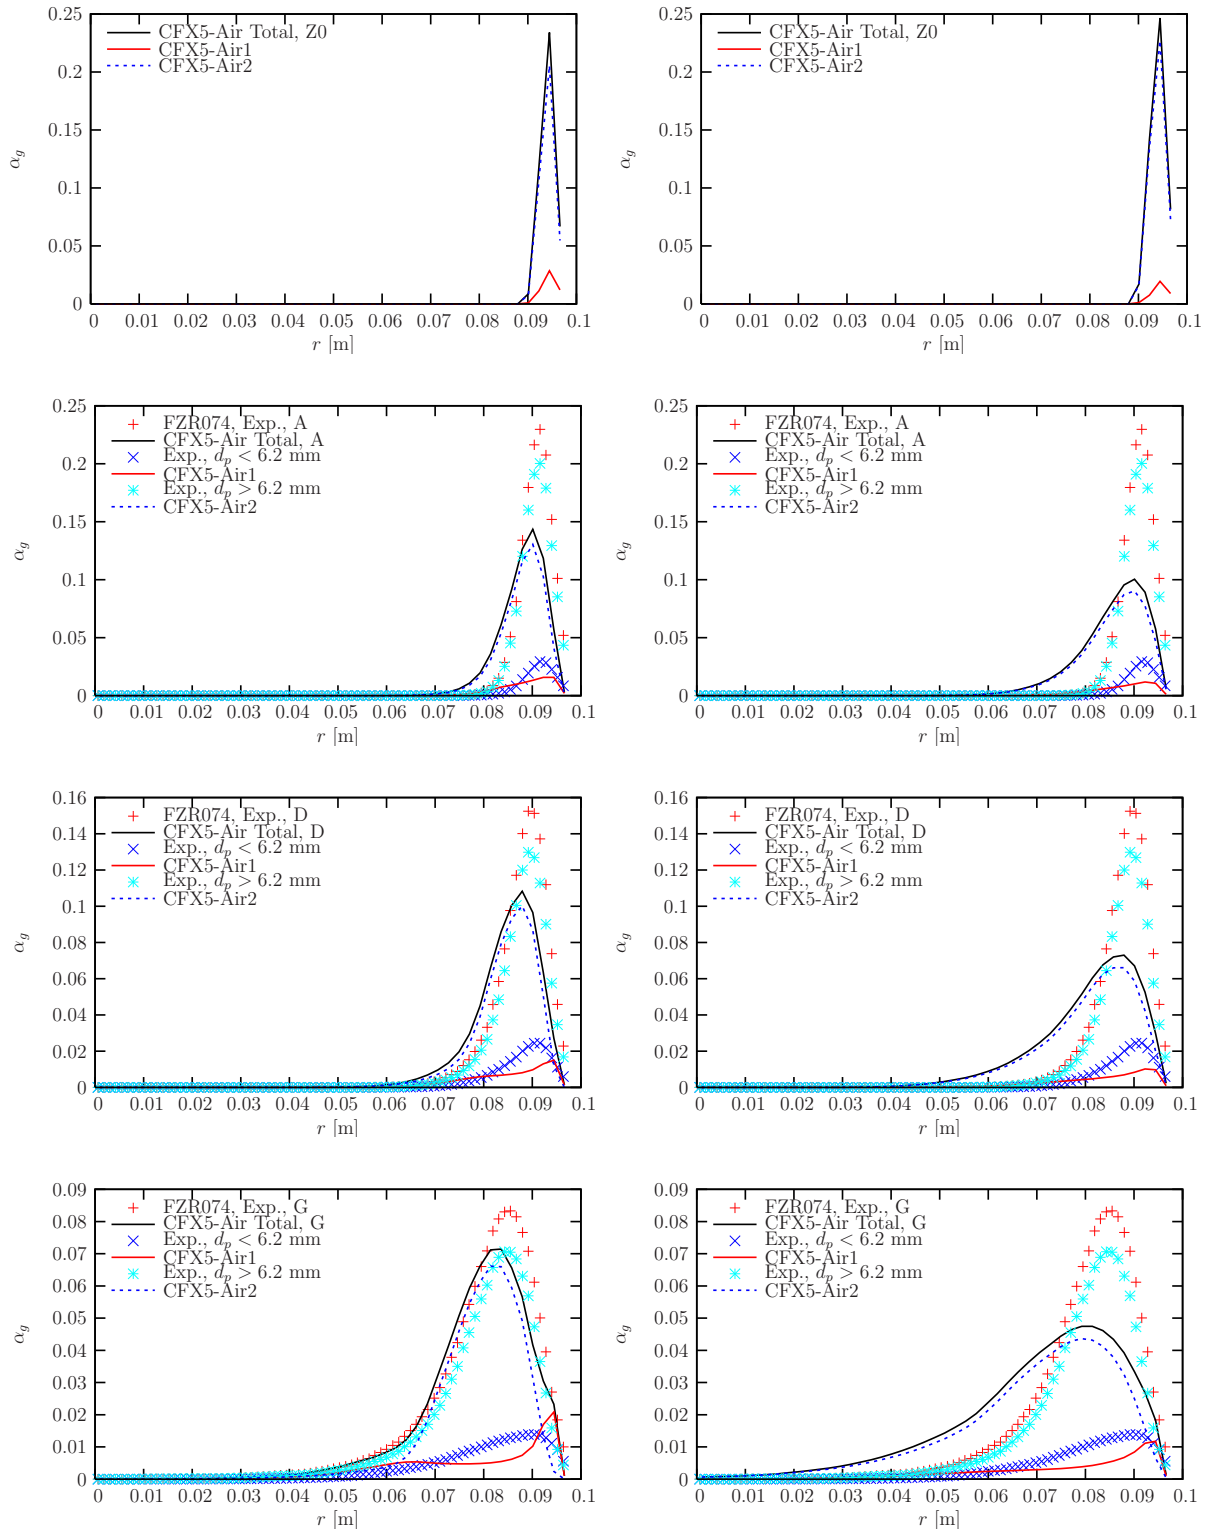 0.25
0.2
0.15
0.1
0.05
0
α_g
CFX5-Air Total, Z0
CFX5-Air1
CFX5-Air2
0 0.01 0.02 0.03 0.04 0.05 0.06 0.07 0.08 0.09 0.1
r [m]
0.25
0.2
0.15
0.1
0.05
0
α_g
CFX5-Air Total, Z0
CFX5-Air1
CFX5-Air2
0 0.01 0.02 0.03 0.04 0.05 0.06 0.07 0.08 0.09 0.1
r [m]
0.25
0.2
0.15
0.1
0.05
0
α_g
FZR074, Exp., A
CFX5-Air Total, A
Exp., d_p < 6.2 mm
CFX5-Air1
Exp., d_p > 6.2 mm
CFX5-Air2
0 0.01 0.02 0.03 0.04 0.05 0.06 0.07 0.08 0.09 0.1
r [m]
0.25
0.2
0.15
0.1
0.05
0
α_g
FZR074, Exp., A
CFX5-Air Total, A
Exp., d_p < 6.2 mm
CFX5-Air1
Exp., d_p > 6.2 mm
CFX5-Air2
0 0.01 0.02 0.03 0.04 0.05 0.06 0.07 0.08 0.09 0.1
r [m]
0.16
0.14
0.12
0.1
0.08
0.06
0.04
0.02
0
α_g
FZR074, Exp., D
CFX5-Air Total, D
Exp., d_p < 6.2 mm
CFX5-Air1
Exp., d_p > 6.2 mm
CFX5-Air2
0 0.01 0.02 0.03 0.04 0.05 0.06 0.07 0.08 0.09 0.1
r [m]
0.16
0.14
0.12
0.1
0.08
0.06
0.04
0.02
0
α_g
FZR074, Exp., D
CFX5-Air Total, D
Exp., d_p < 6.2 mm
CFX5-Air1
Exp., d_p > 6.2 mm
CFX5-Air2
0 0.01 0.02 0.03 0.04 0.05 0.06 0.07 0.08 0.09 0.1
r [m]
0.09
0.08
0.07
0.06
0.05
0.04
0.03
0.02
0.01
0
α_g
FZR074, Exp., G
CFX5-Air Total, G
Exp., d_p < 6.2 mm
CFX5-Air1
Exp., d_p > 6.2 mm
CFX5-Air2
0 0.01 0.02 0.03 0.04 0.05 0.06 0.07 0.08 0.09 0.1
r [m]
0.09
0.08
0.07
0.06
0.05
0.04
0.03
0.02
0.01
0
α_g
FZR074, Exp., G
CFX5-Air Total, G
Exp., d_p < 6.2 mm
CFX5-Air1
Exp., d_p > 6.2 mm
CFX5-Air2
0 0.01 0.02 0.03 0.04 0.05 0.06 0.07 0.08 0.09 0.1
r [m]